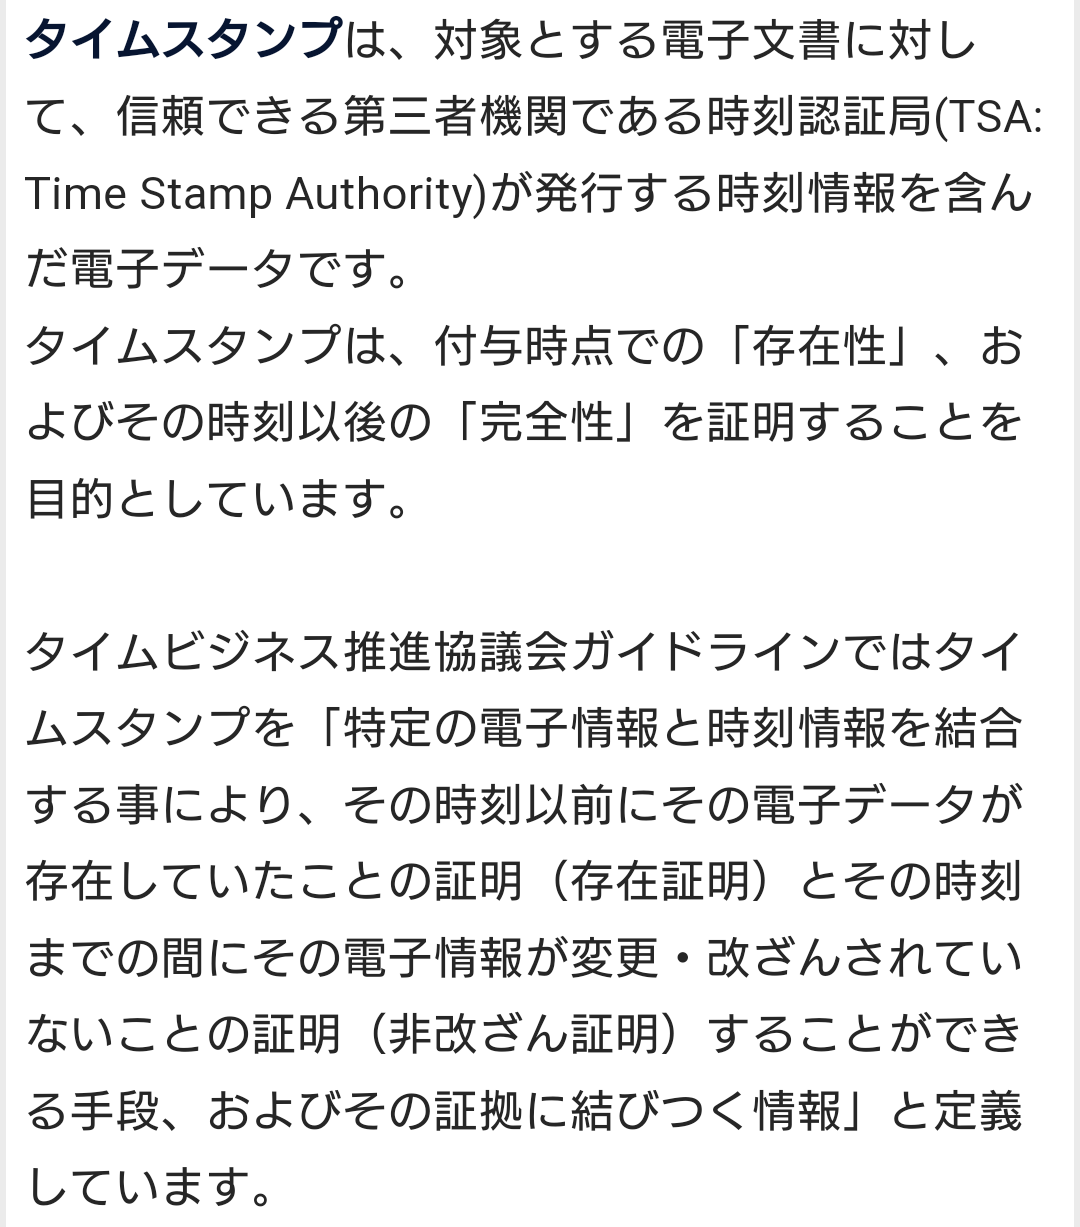 タイムスタンプは、対象とする電子文書に対し
て、信頼できる第三者機関である時刻認証局(TSA:
Time Stamp Authority)が発行する時刻情報を含ん
だ電子データです。
タイムスタンプは、付与時点での「存在性」、お
よびその時刻以後の「完全性」を証明することを
目的としています。
タイムビジネス推進協議会ガイドラインではタイ
ムスタンプを「特定の電子情報と時刻情報を結合
する事により、その時刻以前にその電子データが
存在していたことの証明（存在証明）とその時刻
までの間にその電子情報が変更・改ざんされてい
ないことの証明（非改ざん証明）することができ
る手段、およびその証拠に結びつく情報」と定義
しています。